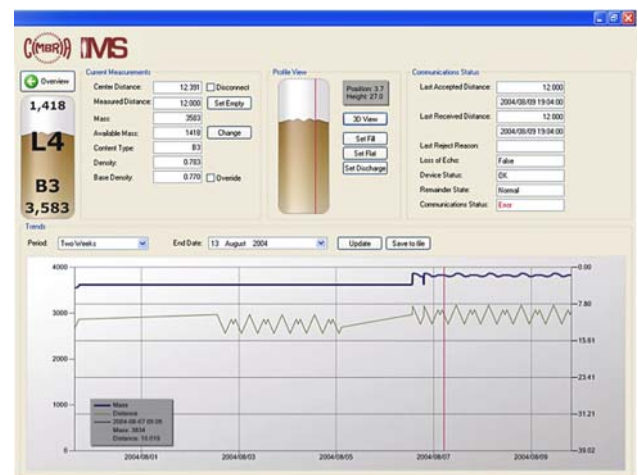 C(MBR)A IMS
Overview
1,418
L4
B3
3,583
Current Measurements
Center Distance: 12.391 Disconnect
Measured Distance: 12.000 Set Empty
Mass: 3583
Available Mass: 1418 Change
Content Type: B3
Density: 0.783
Base Density: 0.770 Overide
Profile View
Position: 3.7
Height: 27.0
3D View
Set Fill
Set Flat
Set Discharge
Communications Status
Last Accepted Distance: 12.000
2004/08/09 19:04:00
Last Received Distance: 12.000
2004/08/09 19:04:00
Last Reject Reason:
Loss of Echo: False
Device Status: OK
Remainder State: Normal
Communications Status: Error
Trends
Period: Two Weeks End Date: 13 August 2004 Update Save to file
4000 0.00
3000 7.80
15.61
2000
23.41
1000 31.21
0 39.02
Mass
Distance
2004-08-07
Mass: 3834
Distance:
2004/08/01 2004/08/03 2004/08/05 2004/08/07 2004/08/09